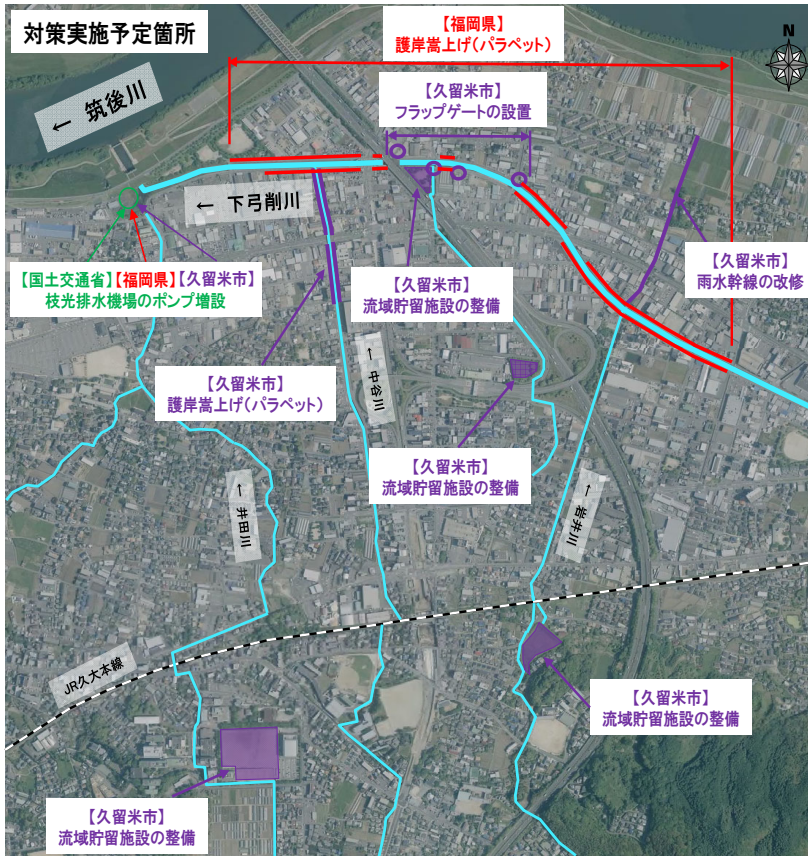 対策実施予定箇所
【福岡県】
護岸嵩上げ(パラペット)
N
← 筑後川
【久留米市】
フラップゲートの設置
← 下弓削川
【国土交通省】【福岡県】【久留米市】
枝光排水機場のポンプ増設
【久留米市】
流域貯留施設の整備
【久留米市】
雨水幹線の改修
【久留米市】
護岸嵩上げ(パラペット)
← 中谷川
【久留米市】
流域貯留施設の整備
← 井田川
← 岩井川
JR久大本線
【久留米市】
流域貯留施設の整備
【久留米市】
流域貯留施設の整備